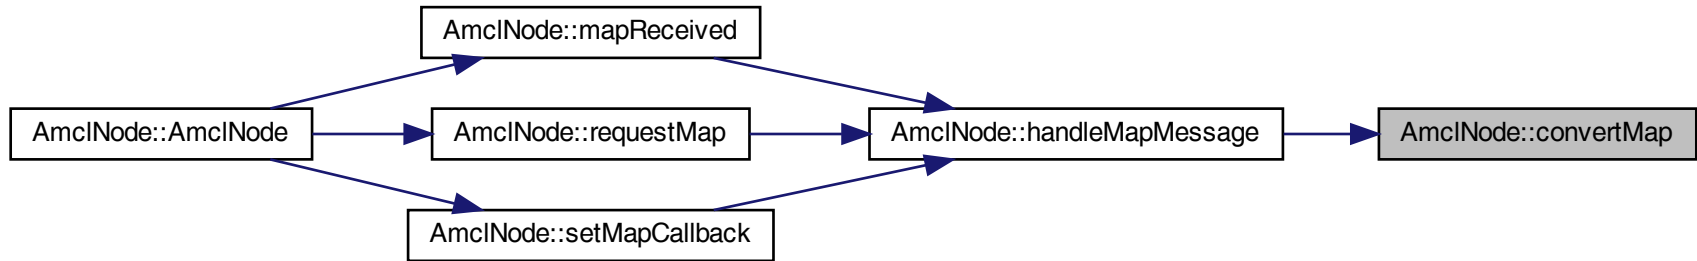 AmclNode::mapReceived
AmclNode::AmclNode
AmclNode::requestMap
AmclNode::handleMapMessage
AmclNode::convertMap
AmclNode::setMapCallback